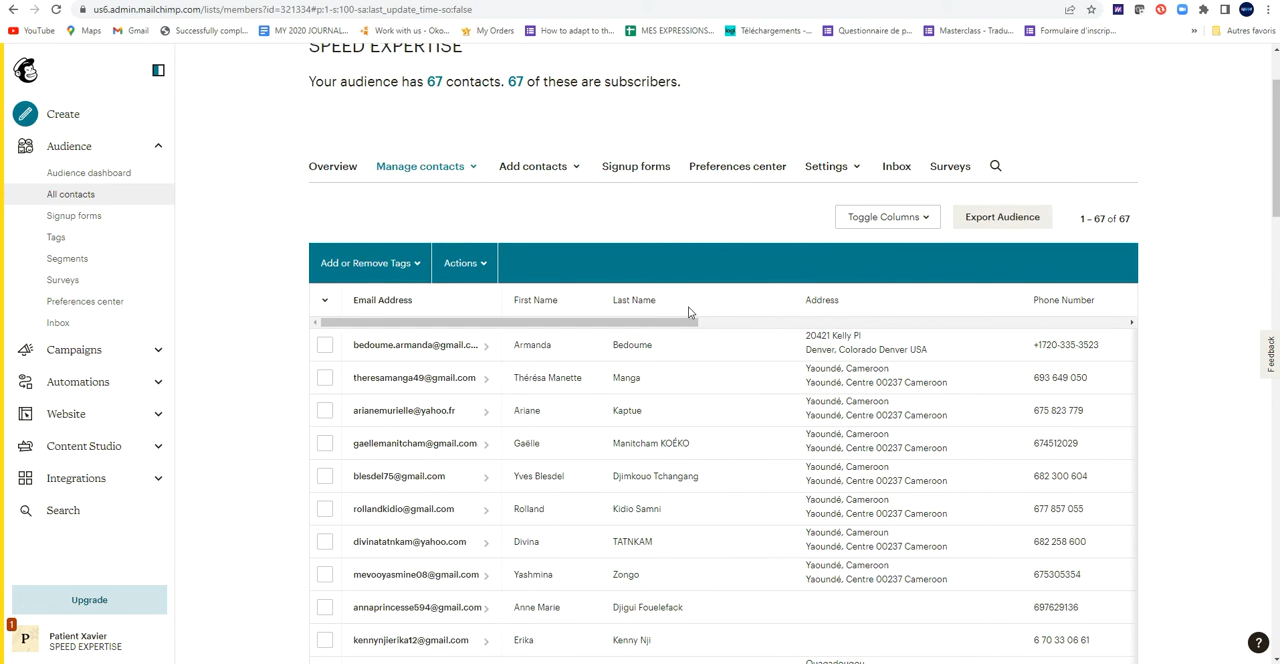 us6.admin.mailchimp.com/lists/members?id=321334#p:1-s:100-sa:last_update_time-so:false
YouTube Maps Gmail Successfully compl... MY 2020 JOURNAL... Work with us - Oko... My Orders How to adapt to th... MES EXPRESSIONS... Téléchargements -... Questionnaire de p... Masterclass - Tradu... Formulaire d'inscrip... » Autres favoris
SPEED EXPERTISE
Your audience has 67 contacts. 67 of these are subscribers.
Create
Audience
Audience dashboard
All contacts
Signup forms
Tags
Segments
Surveys
Preferences center
Inbox
Campaigns
Automations
Website
Content Studio
Integrations
Search
Upgrade
1
P
Patient Xavier
SPEED EXPERTISE
Overview Manage contacts Add contacts Signup forms Preferences center Settings Inbox Surveys
Toggle Columns Export Audience 1 – 67 of 67
Add or Remove Tags Actions
Email Address First Name Last Name Address Phone Number
20421 Kelly Pl
bedoume.armanda@gmail.c... Armanda Bedoume Denver, Colorado Denver USA +1720-335-3523
Yaoundé, Cameroon
theresamanga49@gmail.com Thérésa Manette Manga Yaoundé, Centre 00237 Cameroon 693 649 050
Yaoundé, Cameroon
arianemurielle@yahoo.fr Ariane Kaptue Yaoundé, Centre 00237 Cameroon 675 823 779
Yaoundé, Cameroon
gaellemanitcham@gmail.com Gaëlle Manitcham KOÉKO Yaoundé, Centre 00237 Cameroon 674512029
Yaoundé, Cameroon
blesdel75@gmail.com Yves Blesdel Djimkouo Tchangang Yaoundé, Centre 00237 Cameroon 682 300 604
Yaoundé, Cameroon
rollandkidio@gmail.com Rolland Kidio Samni Yaoundé, Centre 00237 Cameroon 677 857 055
Yaoundé, Cameroun
divinatatnkam@yahoo.com Divina TATNKAM Yaoundé, Centre 00237 Cameroon 682 258 600
Yaoundé, Cameroon
mevooyasmine08@gmail.com Yashmina Zongo Yaoundé, Centre 00237 Cameroon 675305354
annaprincesse594@gmail.com Anne Marie Djigui Fouelefack 697629136
kennynjierika12@gmail.com Erika Kenny Nji 6 70 33 06 61
Ouagadougou
Feedback
?